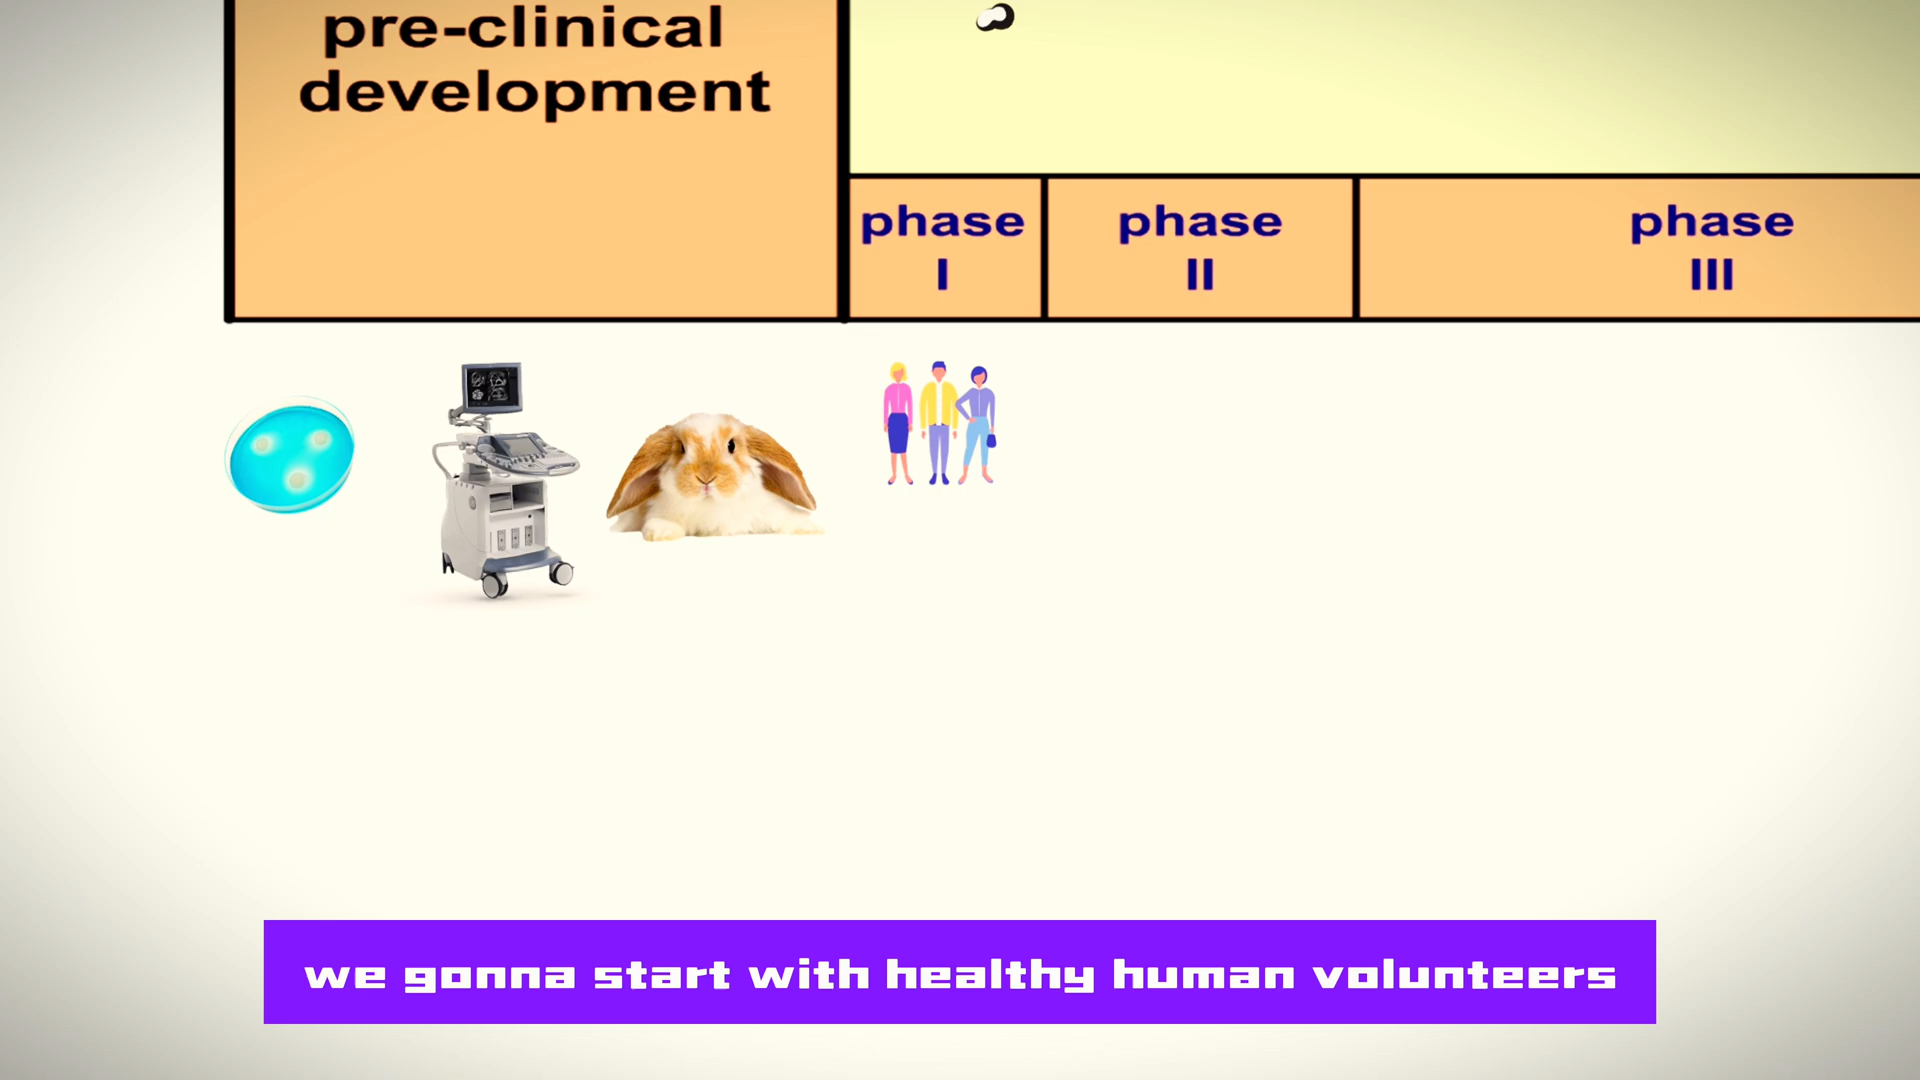 pre-clinical
development
phase
I
phase
II
phase
III
we gonna start with healthy human volunteers